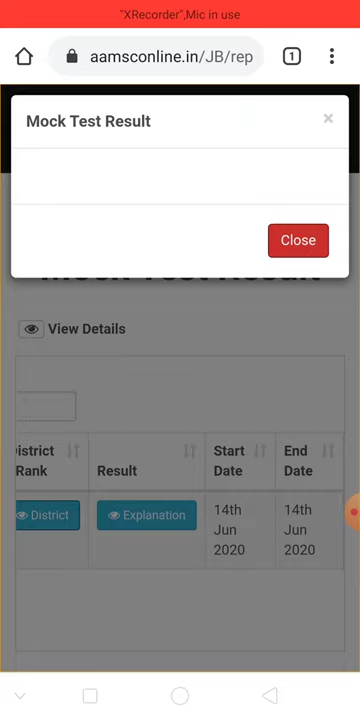 "XRecorder",Mic in use
aamsconline.in/JB/rep
1
Mock Test Result
×
Close
Mock Test Result
View Details
District Rank
Result
Start Date
End Date
District
Explanation
14th Jun 2020
14th Jun 2020